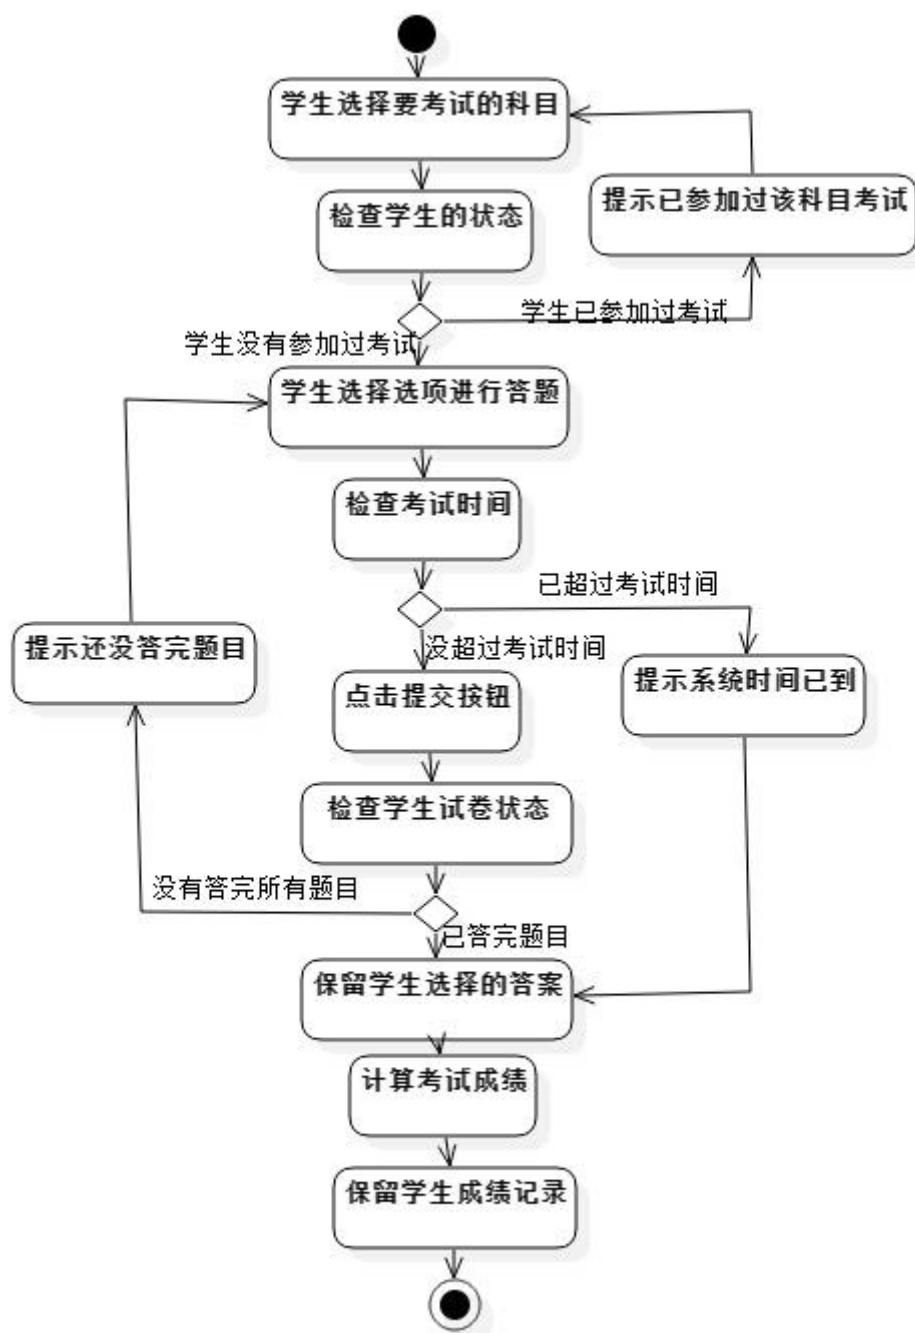 学生选择要考试的科目
提示已参加过该科目考试
检查学生的状态
学生已参加过考试
学生没有参加过考试
学生选择选项进行答题
检查考试时间
已超过考试时间
提示还没答完题目
没超过考试时间
提示系统时间已到
点击提交按钮
检查学生试卷状态
没有答完所有题目
已答完题目
保留学生选择的答案
计算考试成绩
保留学生成绩记录